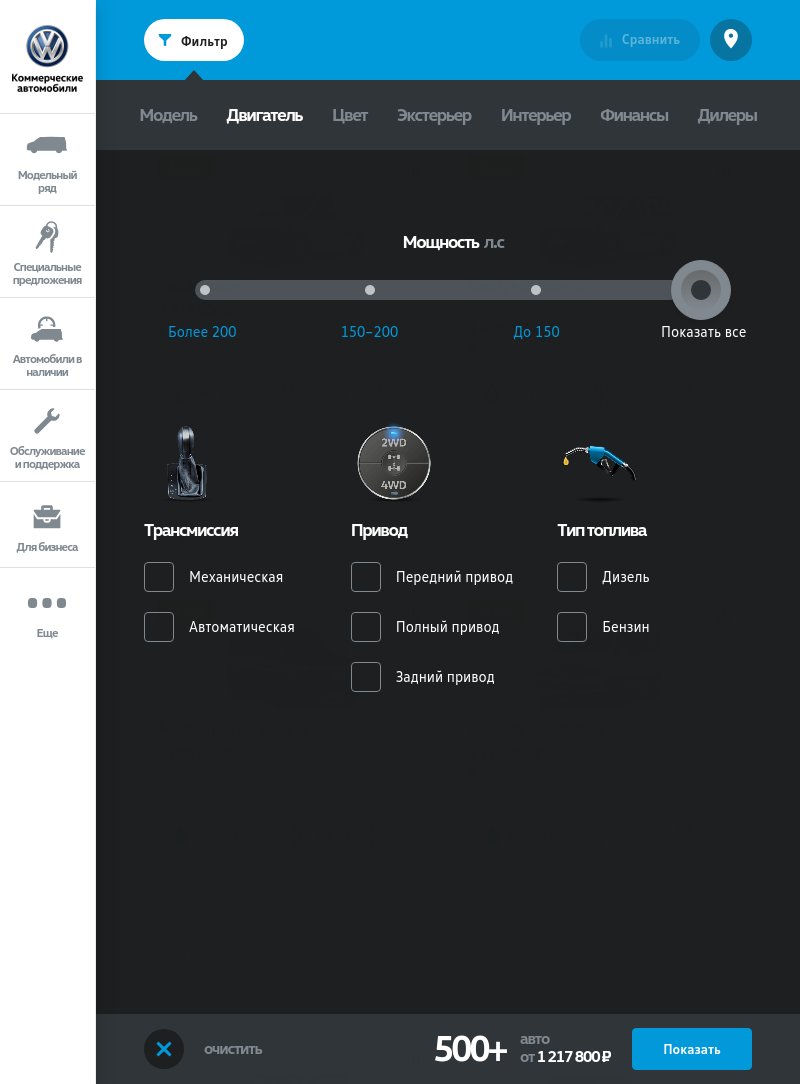 Коммерческие
автомобили
Модельный
ряд
Специальные
предложения
Автомобили в
наличии
Обслуживание
и поддержка
Для бизнеса
Еще
Фильтр
Сравнить
Модель Двигатель Цвет Экстерьер Интерьер Финансы Дилеры
Мощность л.с
Более 200 150–200 До 150 Показать все
2WD
4WD
Трансмиссия
Механическая
Автоматическая
Привод
Передний привод
Полный привод
Задний привод
Тип топлива
Дизель
Бензин
очистить
500+
авто
от 1 217 800 ₽
Показать